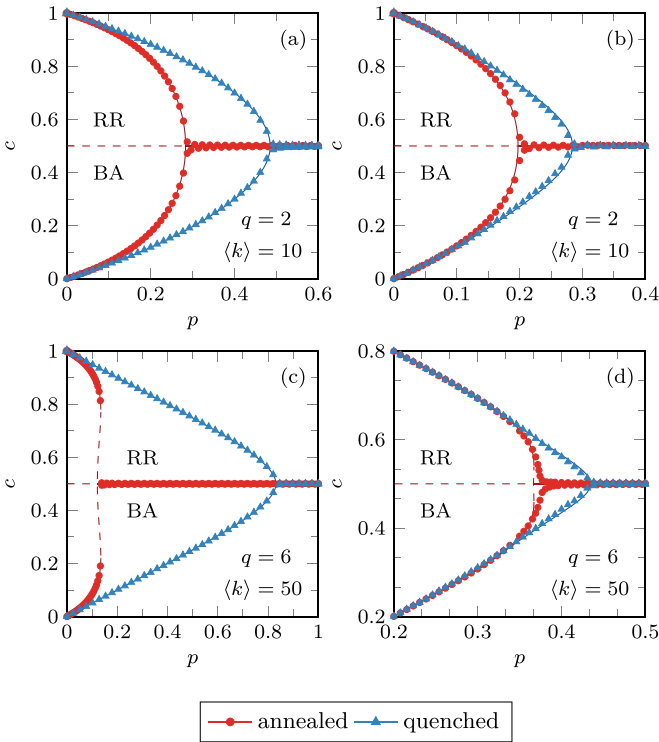 (a)
1
0.8
0.6
0.4
0.2
0
c
RR
BA
q = 2
⟨k⟩ = 10
0 0.2 0.4 0.6
p
(b)
1
0.8
0.6
0.4
0.2
0
c
RR
BA
q = 2
⟨k⟩ = 10
0 0.1 0.2 0.3 0.4
p
(c)
1
0.8
0.6
0.4
0.2
0
c
RR
BA
q = 6
⟨k⟩ = 50
0 0.2 0.4 0.6 0.8 1
p
(d)
0.8
0.6
0.4
0.2
c
RR
BA
q = 6
⟨k⟩ = 50
0.2 0.3 0.4 0.5
p
annealed quenched